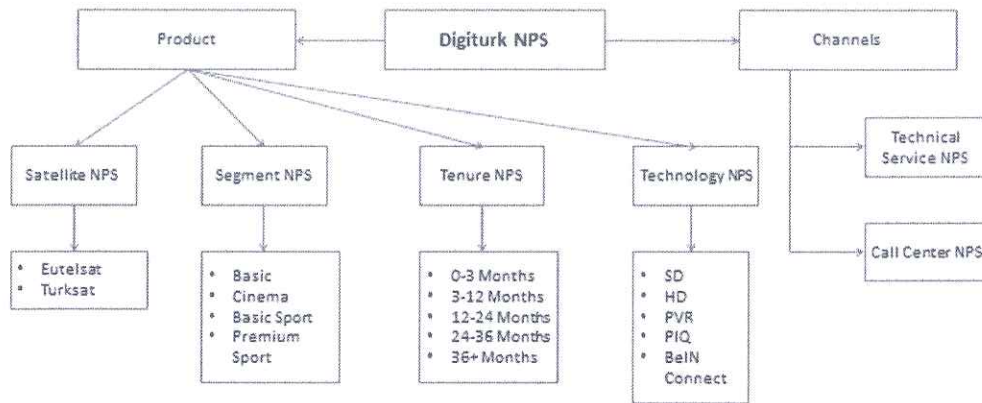 Product
Digiturk NPS
Channels
Satellite NPS
Segment NPS
Tenure NPS
Technology NPS
Technical
Service NPS
Call Center NPS
• Eutelsat
• Turksat
• Basic
• Cinema
• Basic Sport
• Premium
Sport
• 0-3 Months
• 3-12 Months
• 12-24 Months
• 24-36 Months
• 36+ Months
• SD
• HD
• PVR
• PIQ
• BeIN
Connect